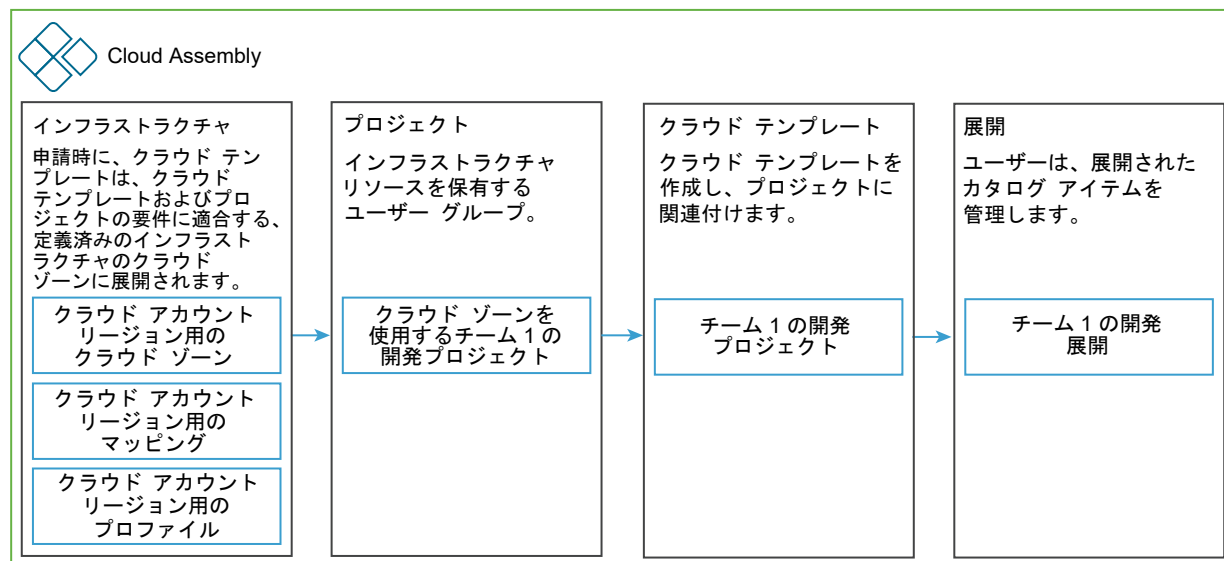 Cloud Assembly
インフラストラクチャ
申請時に、クラウド テン
プレートは、クラウド
テンプレートおよびプロ
ジェクトの要件に適合する、
定義済みのインフラスト
ラクチャのクラウド
ゾーンに展開されます。
クラウド アカウント
リージョン用の
クラウド ゾーン
クラウド アカウント
リージョン用の
マッピング
クラウド アカウント
リージョン用の
プロファイル
プロジェクト
インフラストラクチャ
リソースを保有する
ユーザー グループ。
クラウド ゾーンを
使用するチーム 1 の
開発プロジェクト
クラウド テンプレート
クラウド テンプレートを
作成し、プロジェクトに
関連付けます。
チーム 1 の開発
プロジェクト
展開
ユーザーは、展開された
カタログ アイテムを
管理します。
チーム 1 の開発
展開